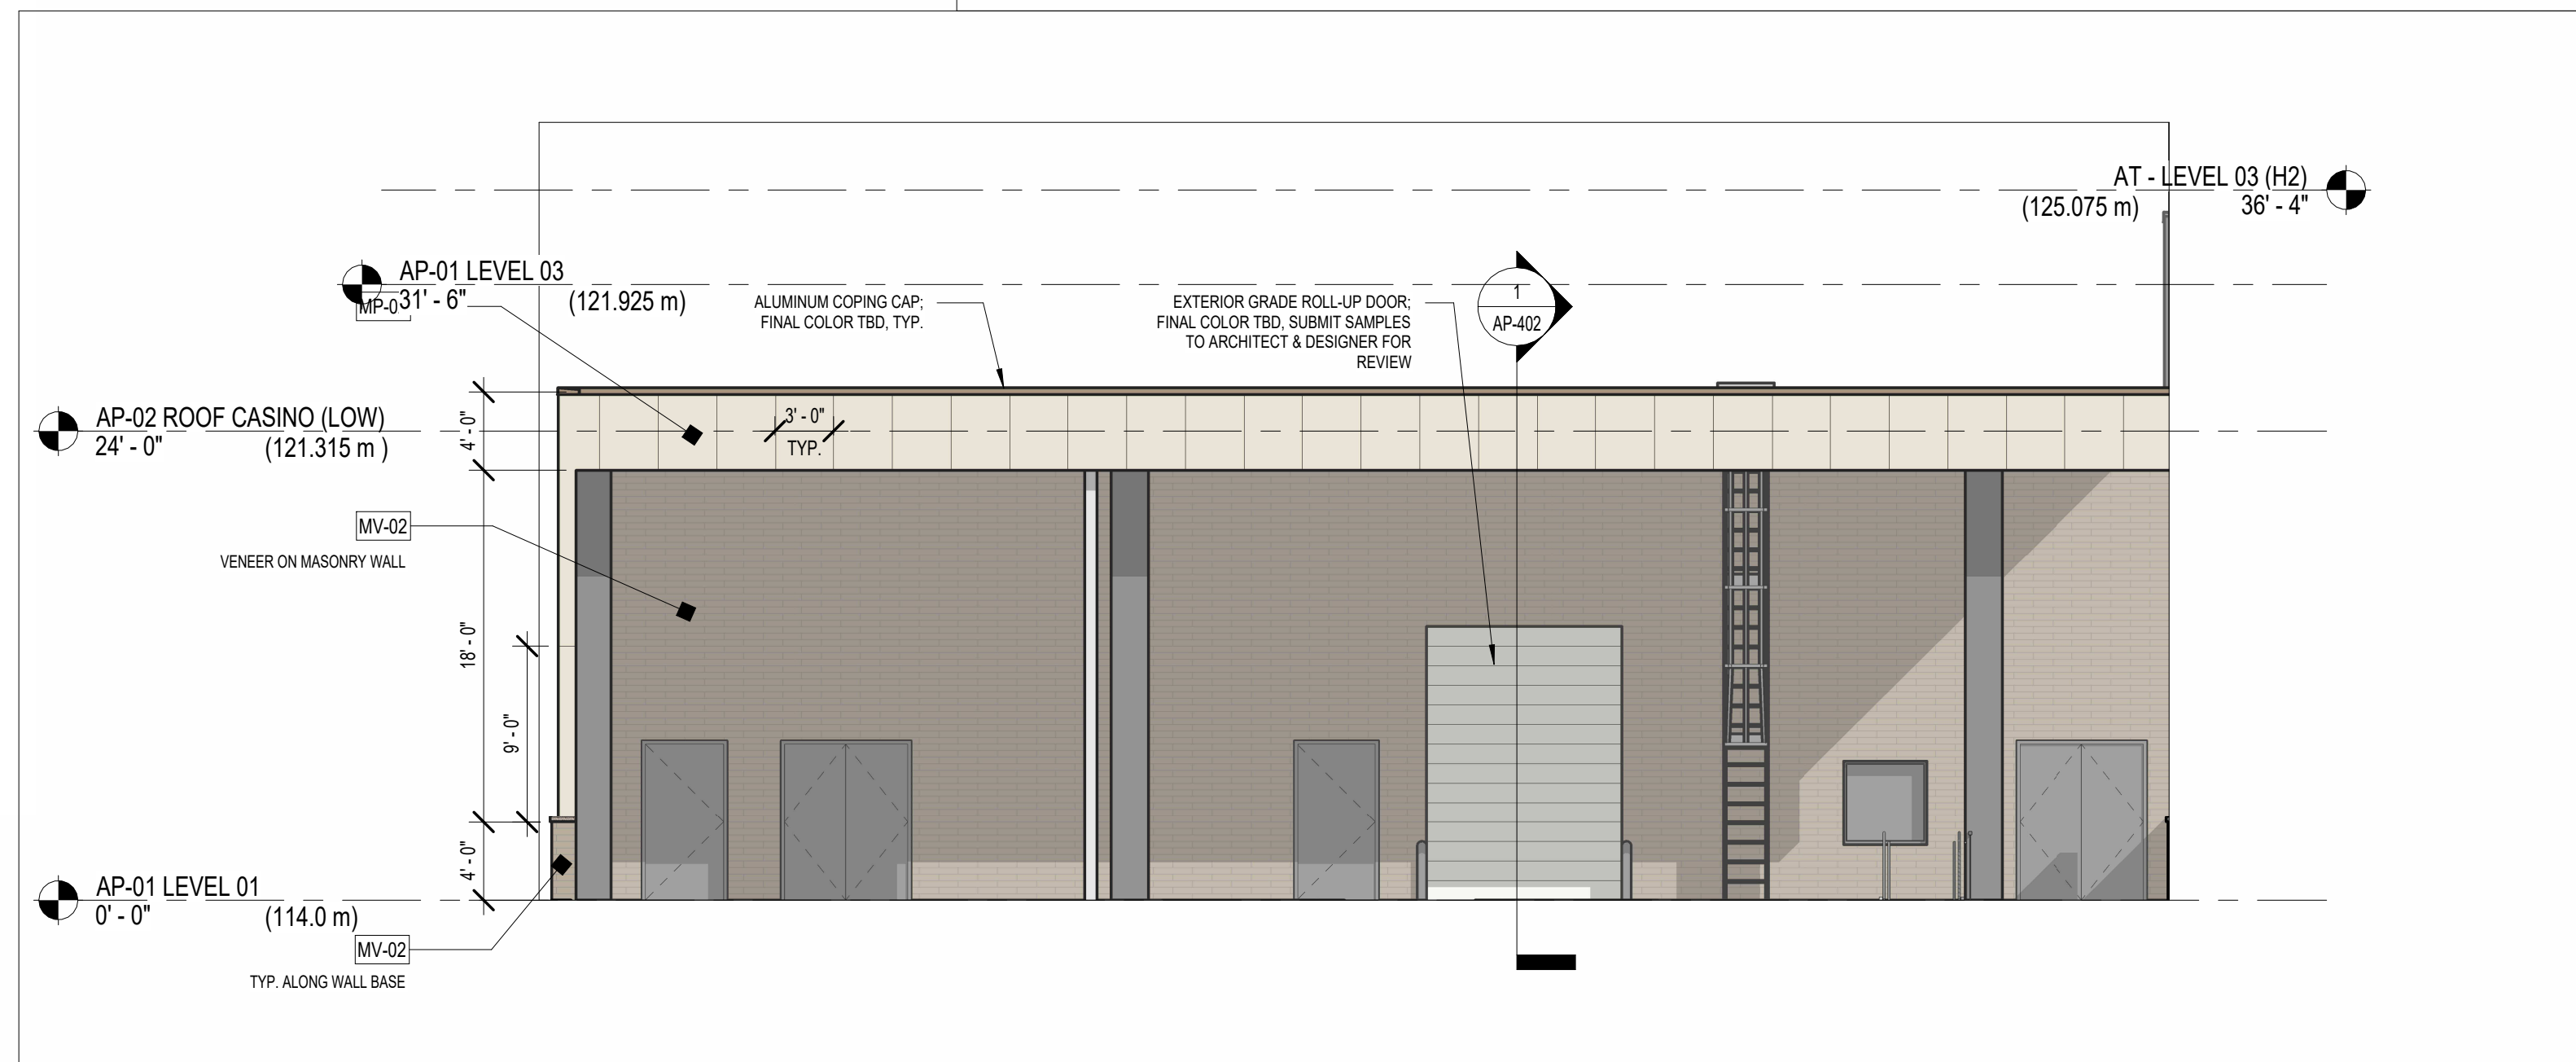 AT - LEVEL 03 (H2)
(125.075 m)
36' - 4"
AP-01 LEVEL 03
31' - 6"
(121.925 m)
ALUMINUM COPING CAP;
FINAL COLOR TBD, TYP.
EXTERIOR GRADE ROLL-UP DOOR;
FINAL COLOR TBD, SUBMIT SAMPLES
TO ARCHITECT & DESIGNER FOR
REVIEW
1
AP-402
AP-02 ROOF CASINO (LOW)
24' - 0"
(121.315 m )
4' - 0"
3' - 0"
TYP.
MV-02
VENEER ON MASONRY WALL
18' - 0"
9' - 0"
4' - 0"
AP-01 LEVEL 01
0' - 0"
(114.0 m)
MV-02
TYP. ALONG WALL BASE